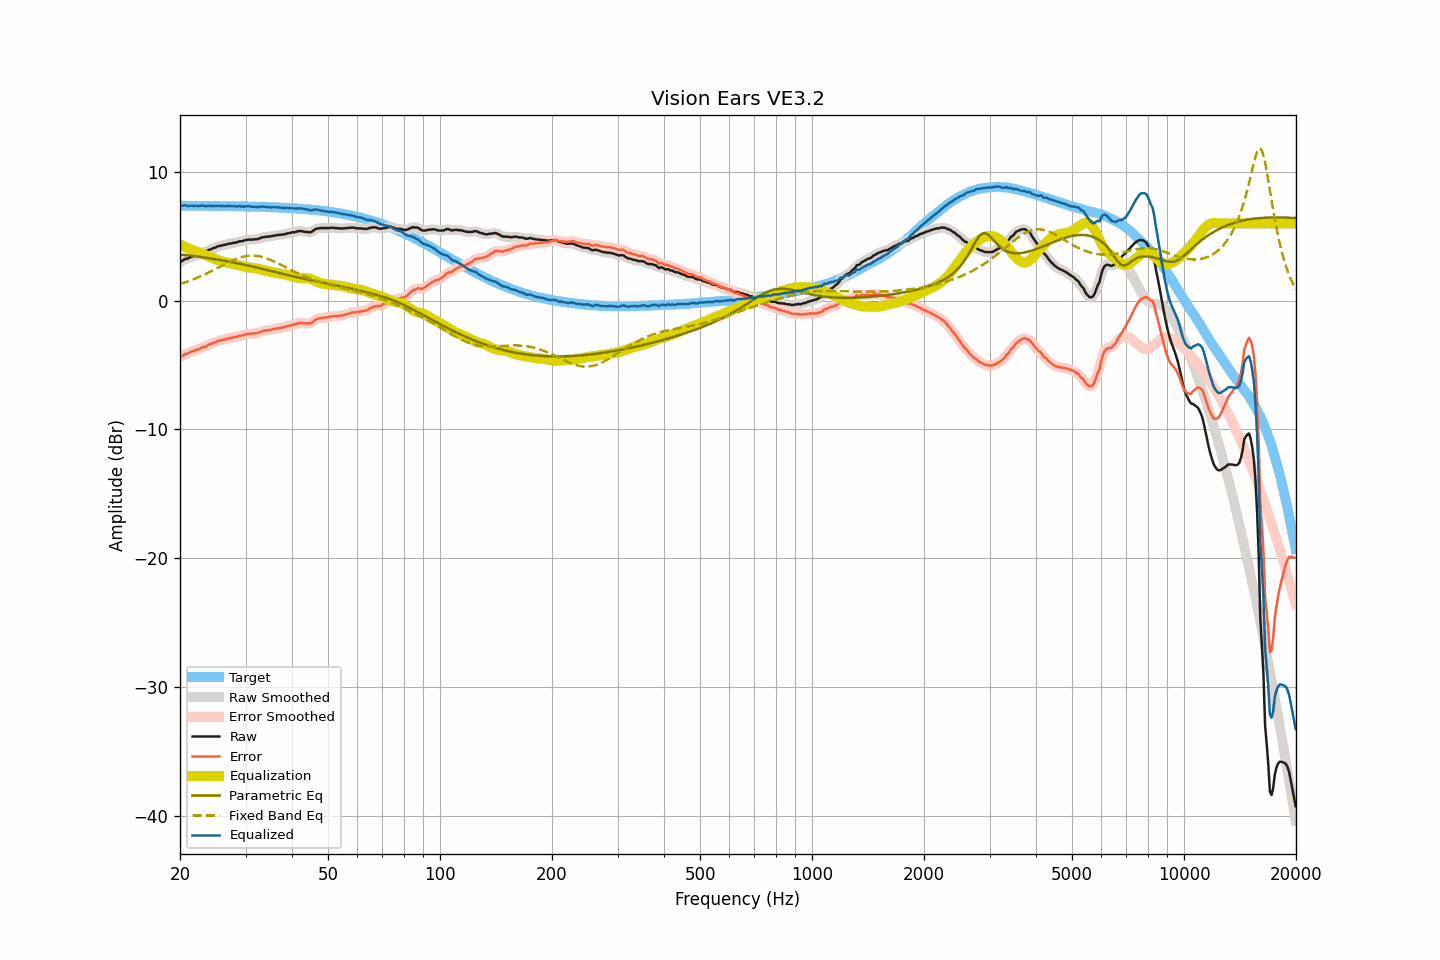 Vision Ears VE3.2
10
0
−10
−20
−30
−40
Amplitude (dBr)
Target
Raw Smoothed
Error Smoothed
Raw
Error
Equalization
Parametric Eq
Fixed Band Eq
Equalized
20 50 100 200 500 1000 2000 5000 10000 20000
Frequency (Hz)